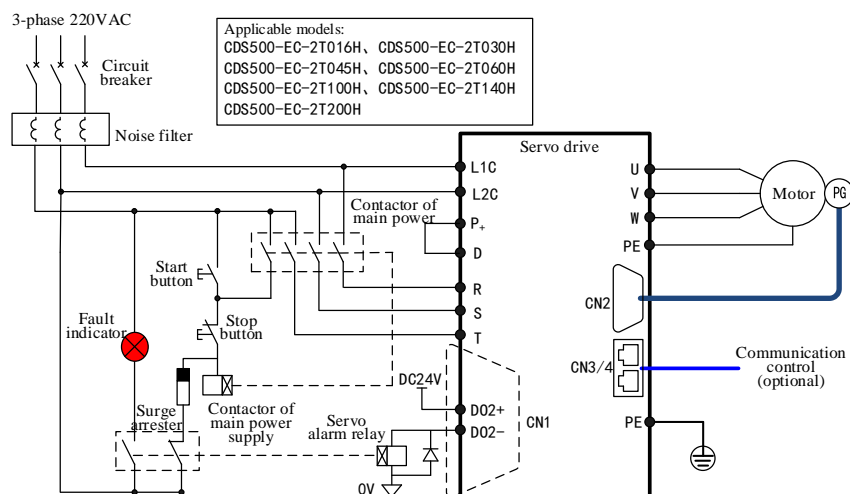 3-phase 220VAC
Applicable models:
CDS500-EC-2T016H、CDS500-EC-2T030H
CDS500-EC-2T045H、CDS500-EC-2T060H
CDS500-EC-2T100H、CDS500-EC-2T140H
CDS500-EC-2T200H
Circuit
breaker
Noise filter
Servo drive
L1C
L2C
Contactor of
main power
P+
D
R
S
T
U
V
W
PE
Motor
PG
CN2
CN3/4
Communication
control
(optional)
PE
Start
button
Stop
button
Fault
indicator
Surge
arrester
Contactor of
main power
supply
Servo
alarm relay
DC24V
DO2+
DO2-
CN1
0V